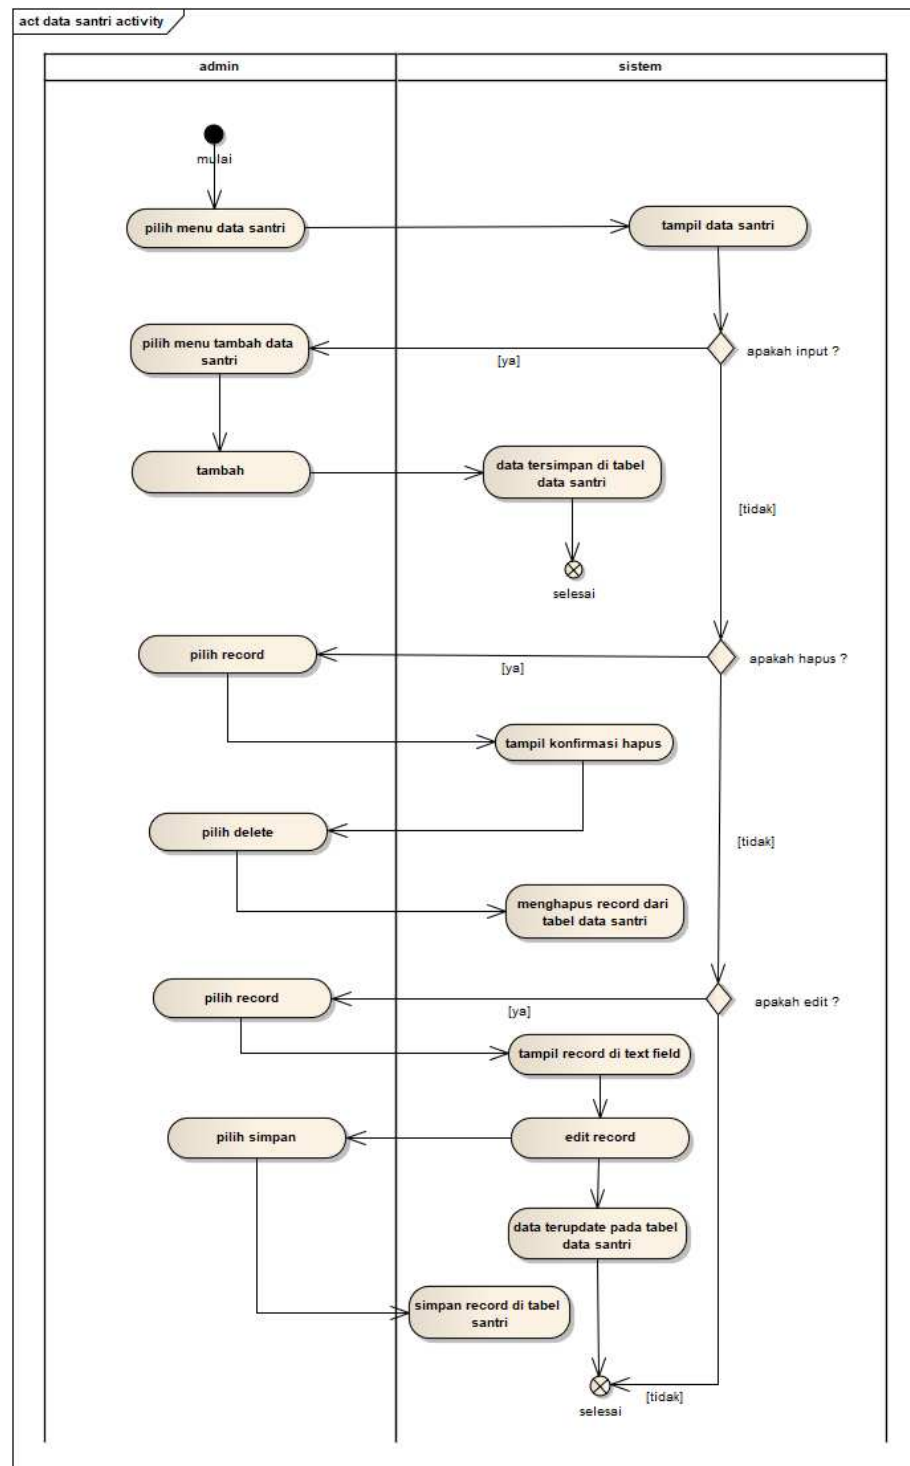 act data santri activity
admin
sistem
mulai
pilih menu data santri
tampil data santri
pilih menu tambah data
santri
[ya]
apakah input ?
tambah
data tersimpan di tabel
data santri
[tidak]
selesai
pilih record
[ya]
apakah hapus ?
tampil konfirmasi hapus
pilih delete
[tidak]
menghapus record dari
tabel data santri
pilih record
[ya]
apakah edit ?
tampil record di text field
pilih simpan
edit record
data terupdate pada tabel
data santri
simpan record di tabel
santri
[tidak]
selesai